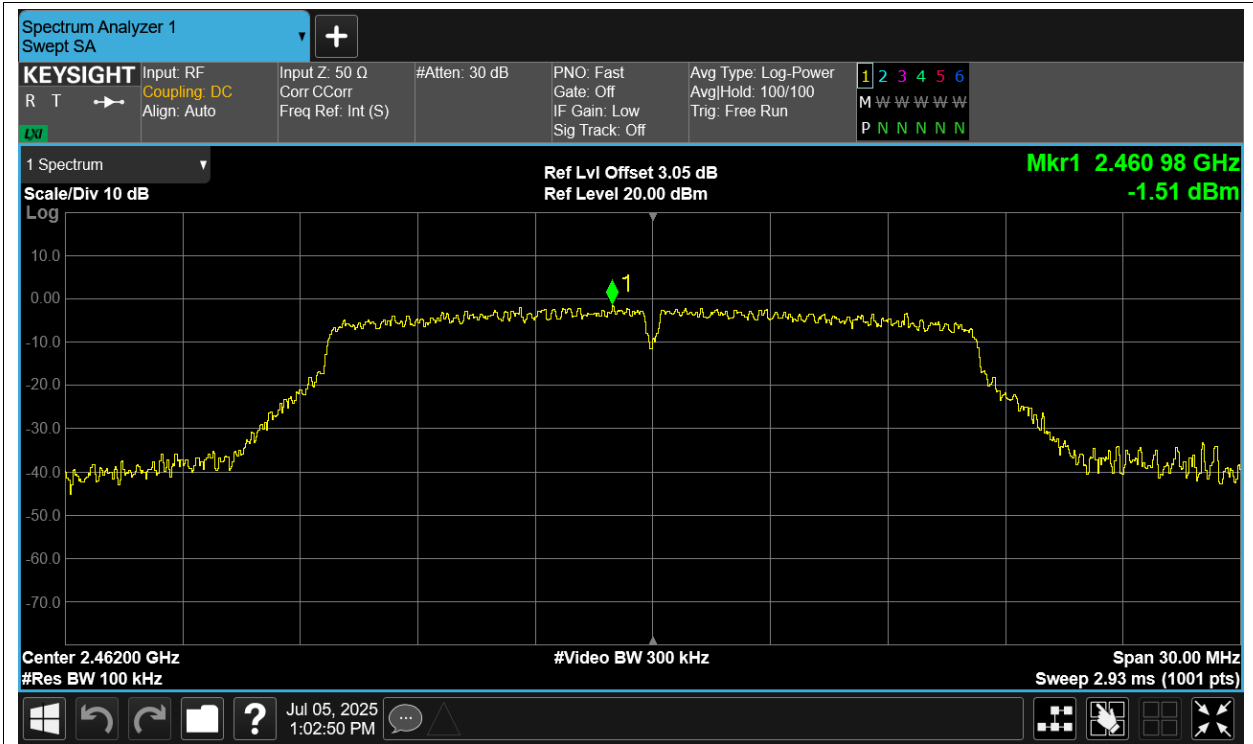 Spectrum Analyzer 1
Swept SA
KEYSIGHT
R T
LXI
Input: RF
Coupling: DC
Align: Auto
Input Z: 50 Ω
Corr CCorr
Freq Ref: Int (S)
#Atten: 30 dB
PNO: Fast
Gate: Off
IF Gain: Low
Sig Track: Off
Avg Type: Log-Power
Avg|Hold: 100/100
Trig: Free Run
1 2 3 4 5 6
M W W W W W
P N N N N N
1 Spectrum
Scale/Div 10 dB
Log
Ref Lvl Offset 3.05 dB
Ref Level 20.00 dBm
Mkr1 2.460 98 GHz
-1.51 dBm
10.0
0.00
-10.0
-20.0
-30.0
-40.0
-50.0
-60.0
-70.0
1
Center 2.46200 GHz
#Res BW 100 kHz
#Video BW 300 kHz
Span 30.00 MHz
Sweep 2.93 ms (1001 pts)
?
Jul 05, 2025
1:02:50 PM